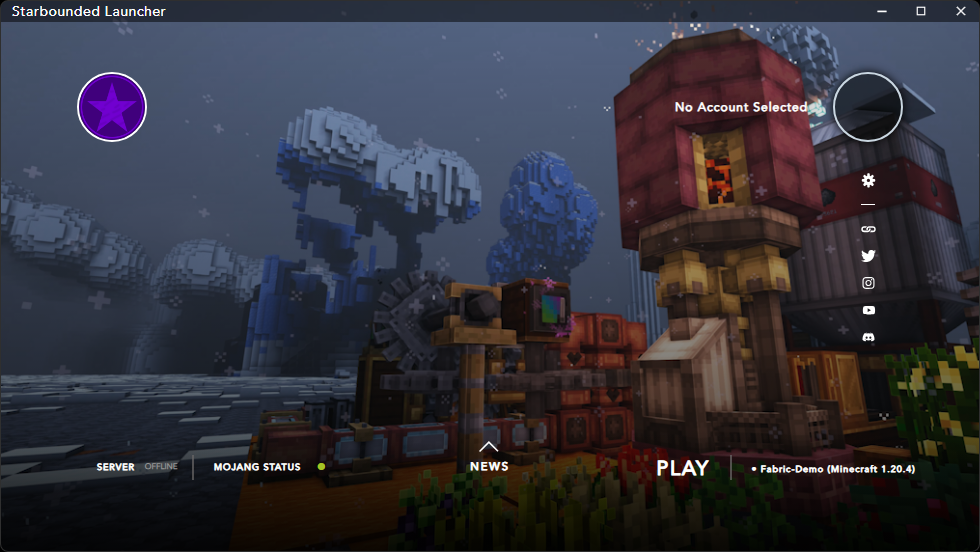 Starbounded Launcher
No Account Selected
SERVER OFFLINE
MOJANG STATUS
NEWS
PLAY
• Fabric-Demo (Minecraft 1.20.4)